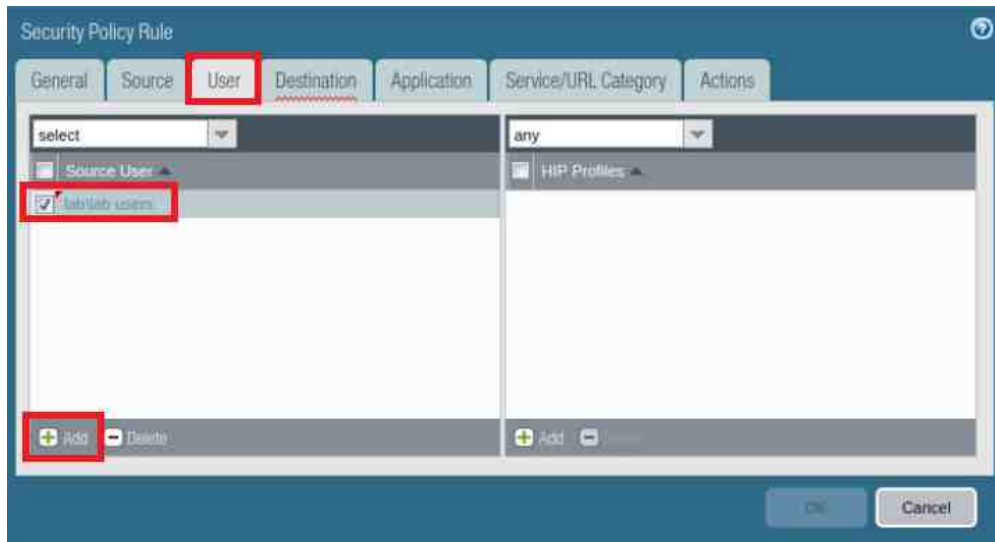 Security Policy Rule
General Source User Destination Application Service/URL Category Actions
select any
Source User HIP Profiles
lab\lab users
Add Delete Add
OK Cancel